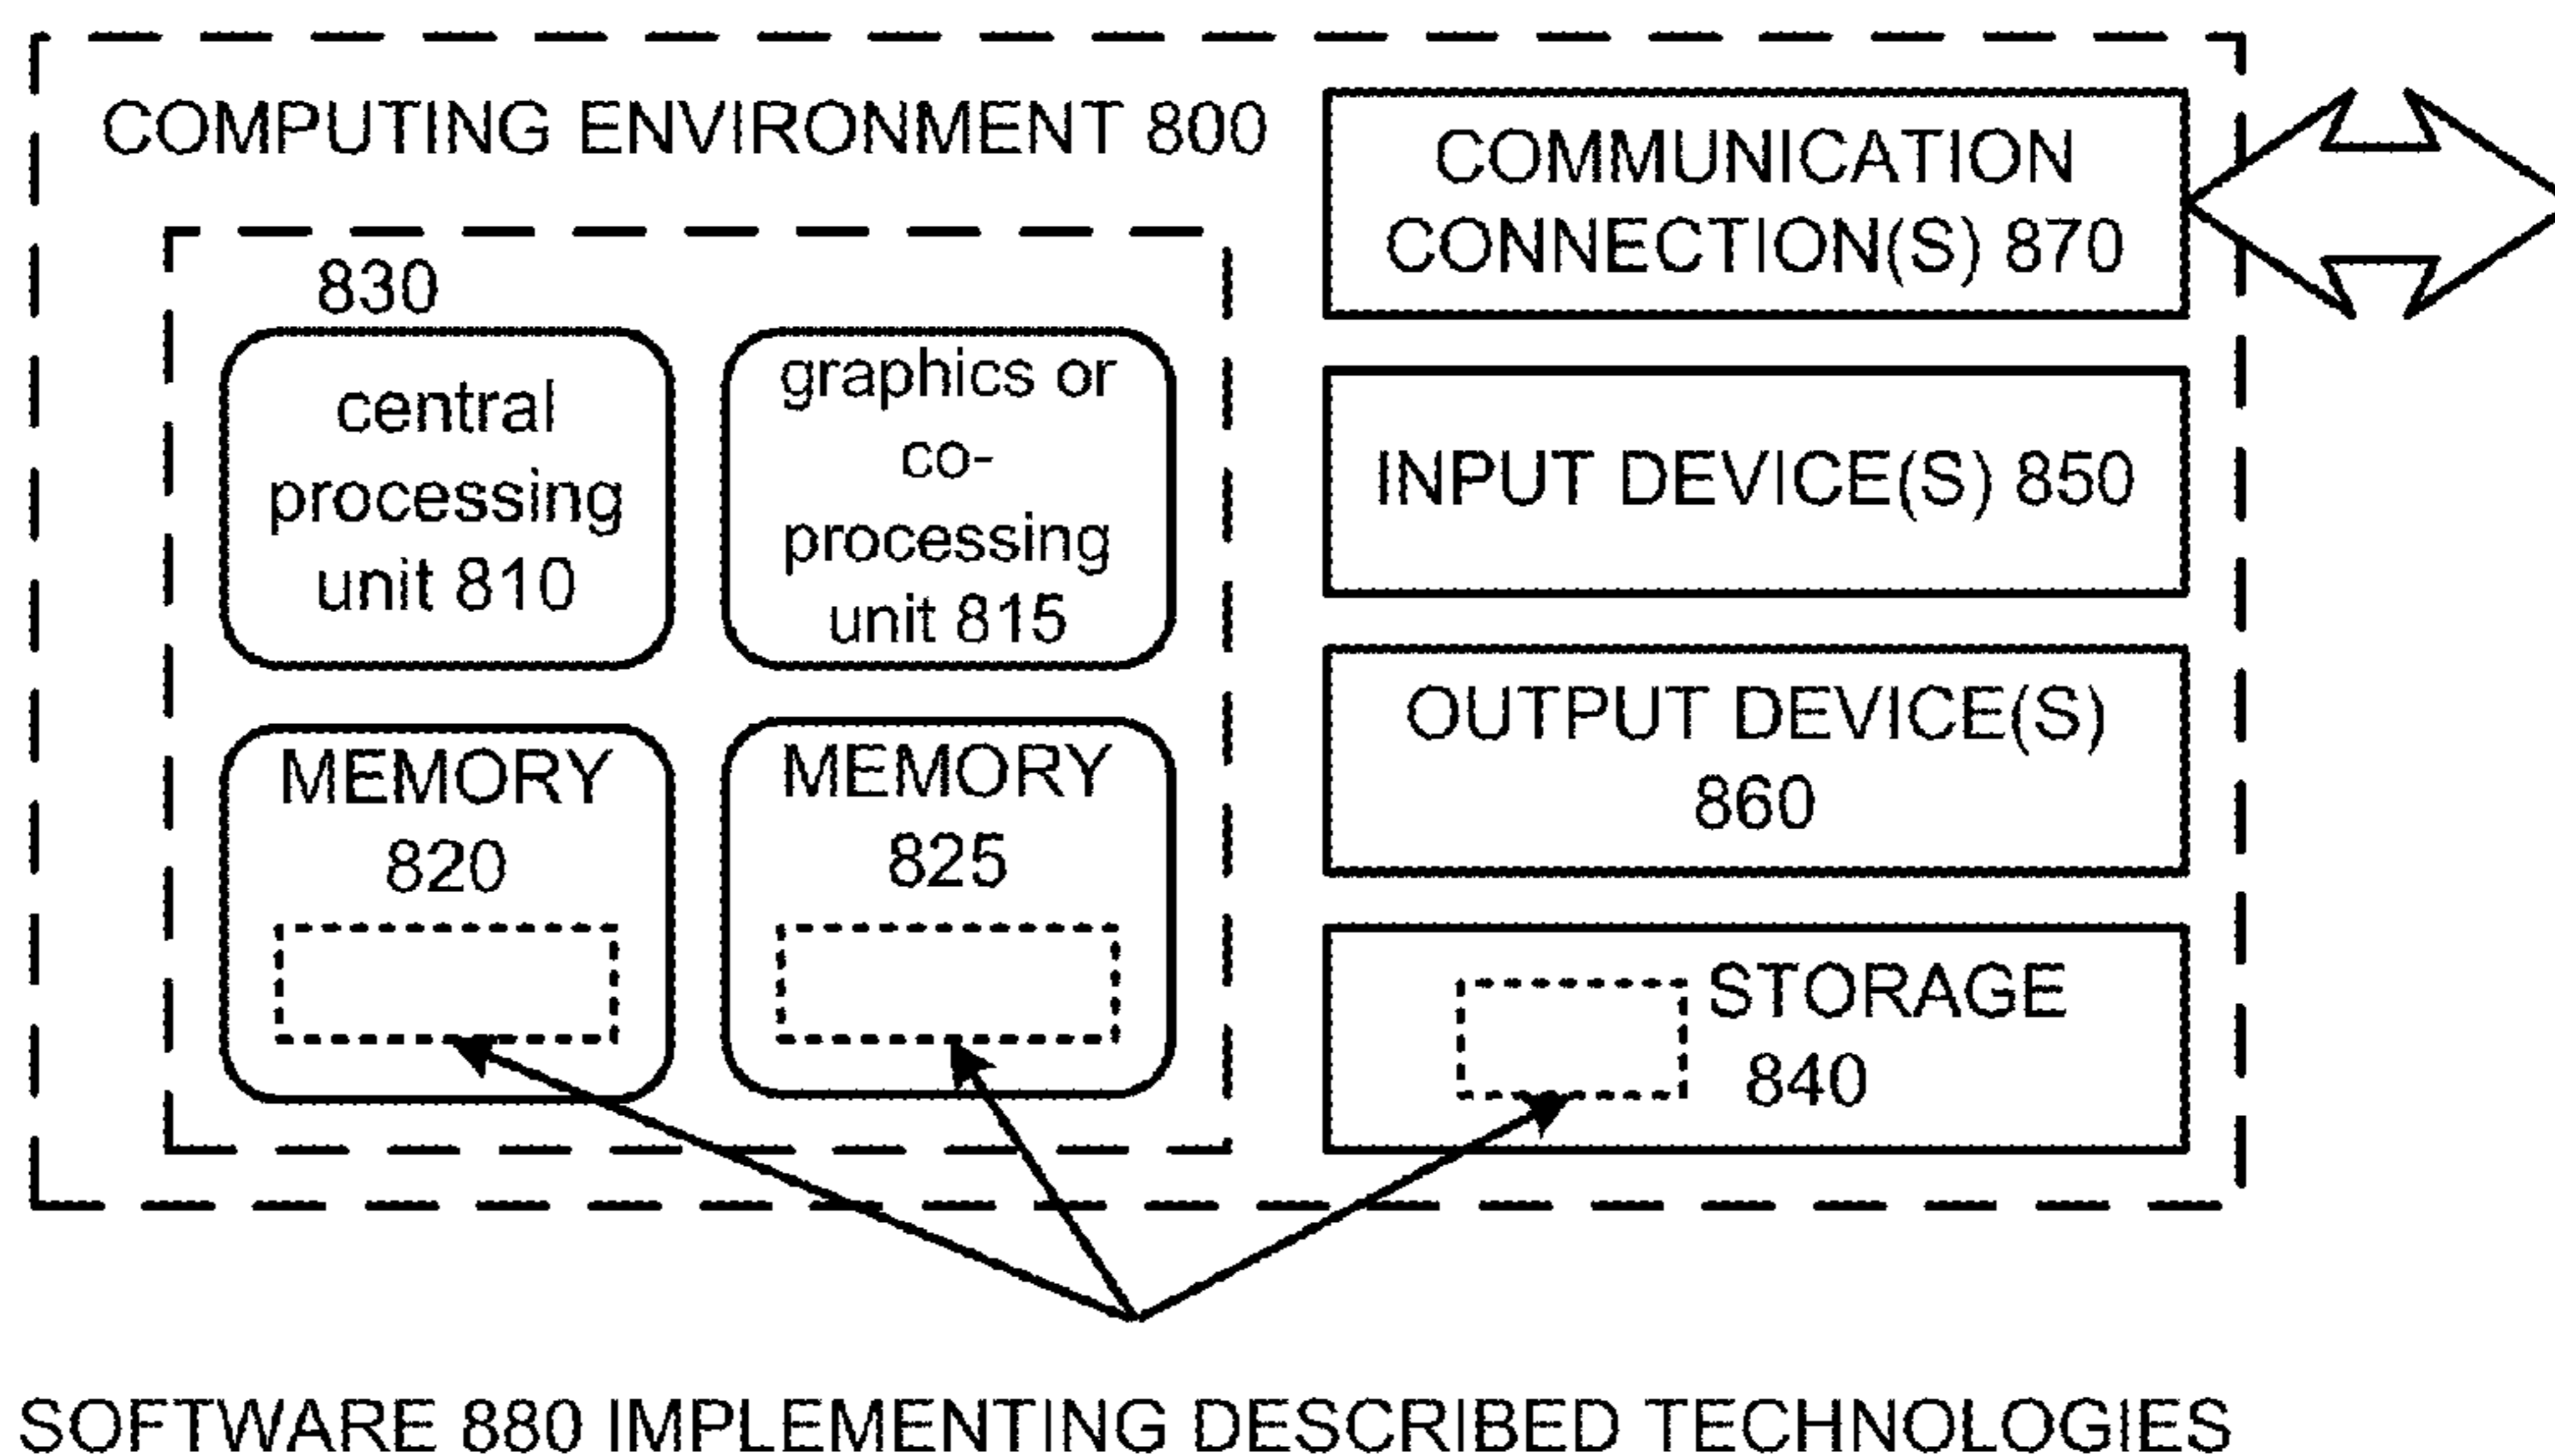 COMPUTING ENVIRONMENT 800
830
central
processing
unit 810
graphics or
co-
processing
unit 815
MEMORY
820
MEMORY
825
COMMUNICATION
CONNECTION(S) 870
INPUT DEVICE(S) 850
OUTPUT DEVICE(S)
860
STORAGE
840
SOFTWARE 880 IMPLEMENTING DESCRIBED TECHNOLOGIES